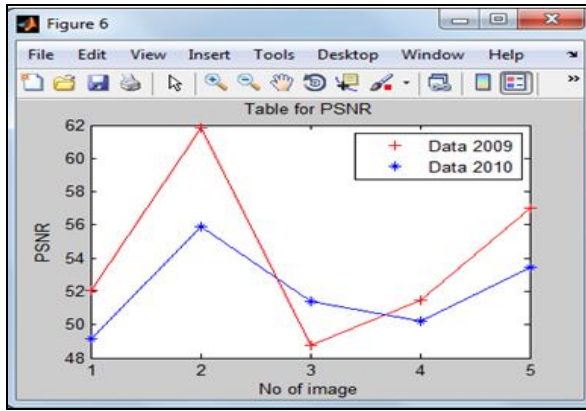 Figure 6
File Edit View Insert Tools Desktop Window Help
Table for PSNR
62
60
58
56
54
52
50
48
PSNR
Data 2009
Data 2010
1 2 3 4 5
No of image